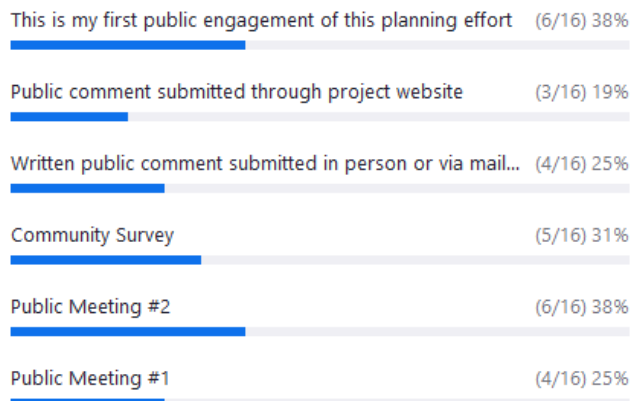 This is my first public engagement of this planning effort (6/16) 38%
Public comment submitted through project website (3/16) 19%
Written public comment submitted in person or via mail... (4/16) 25%
Community Survey (5/16) 31%
Public Meeting #2 (6/16) 38%
Public Meeting #1 (4/16) 25%